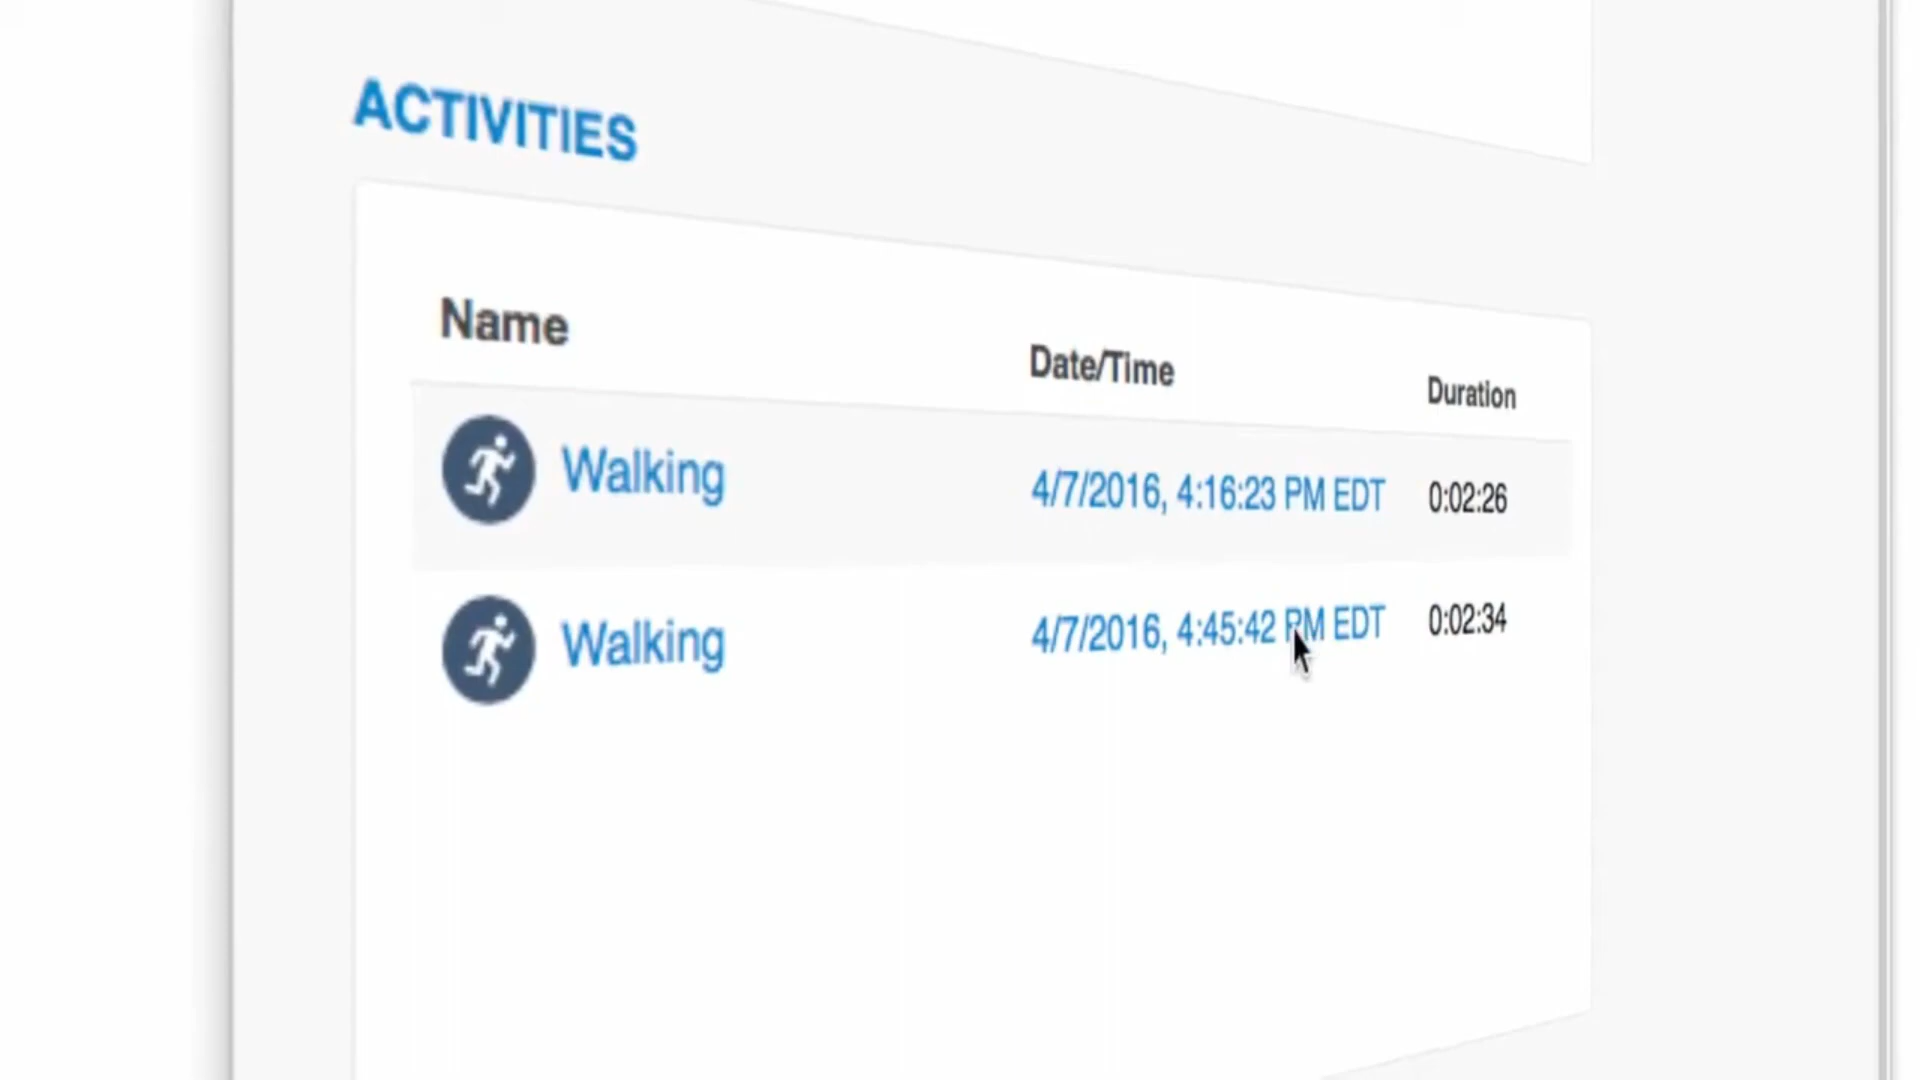 ACTIVITIES
Name Date/Time Duration
Walking 4/7/2016, 4:16:23 PM EDT 0:02:26
Walking 4/7/2016, 4:45:42 PM EDT 0:02:34